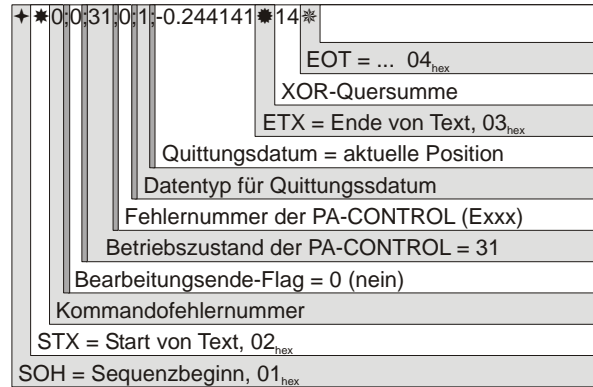 ✦✸0;0;31;0;1;-0.244141✹14✵
EOT = ... 04hex
XOR-Quersumme
ETX = Ende von Text, 03hex
Quittungsdatum = aktuelle Position
Datentyp für Quittungssdatum
Fehlernummer der PA-CONTROL (Exxx)
Betriebszustand der PA-CONTROL = 31
Bearbeitungsende-Flag = 0 (nein)
Kommandofehlernummer
STX = Start von Text, 02hex
SOH = Sequenzbeginn, 01hex